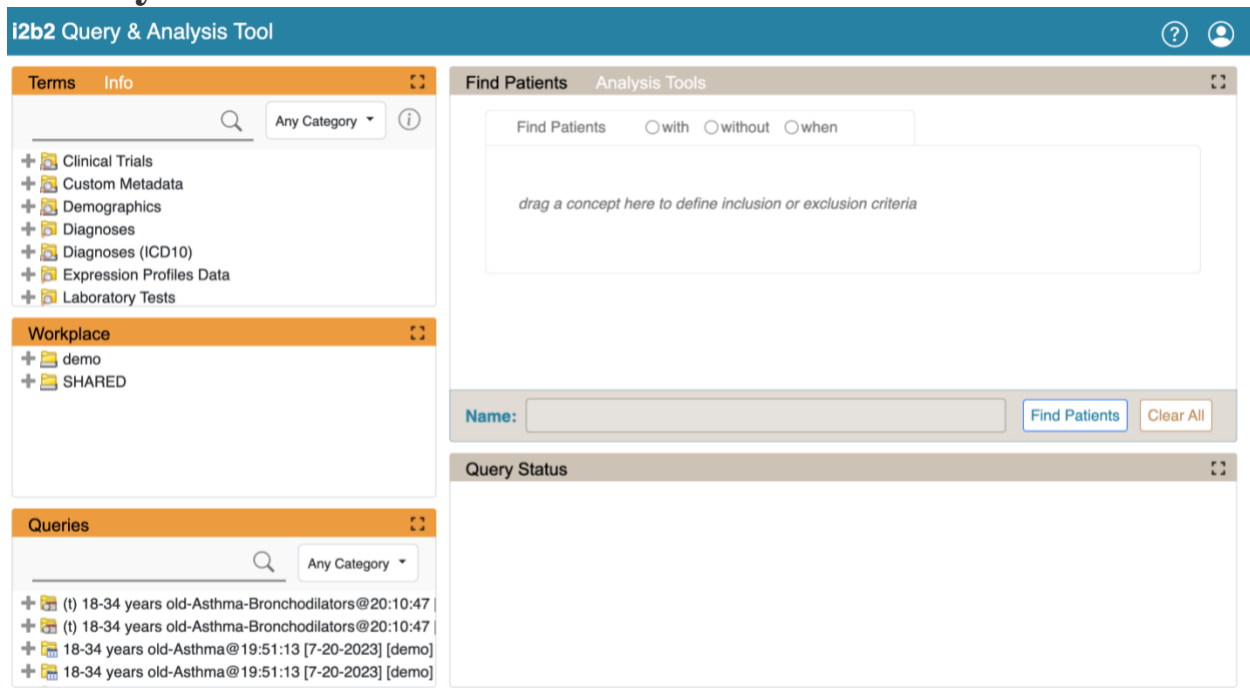 i2b2 Query & Analysis Tool
Terms Info
Any Category
Clinical Trials
Custom Metadata
Demographics
Diagnoses
Diagnoses (ICD10)
Expression Profiles Data
Laboratory Tests
Workplace
demo
SHARED
Queries
Any Category
(t) 18-34 years old-Asthma-Bronchodilators@20:10:47 [
(t) 18-34 years old-Asthma-Bronchodilators@20:10:47 [
18-34 years old-Asthma@19:51:13 [7-20-2023] [demo]
18-34 years old-Asthma@19:51:13 [7-20-2023] [demo]
Find Patients Analysis Tools
Find Patients with without when
drag a concept here to define inclusion or exclusion criteria
Name: Find Patients Clear All
Query Status